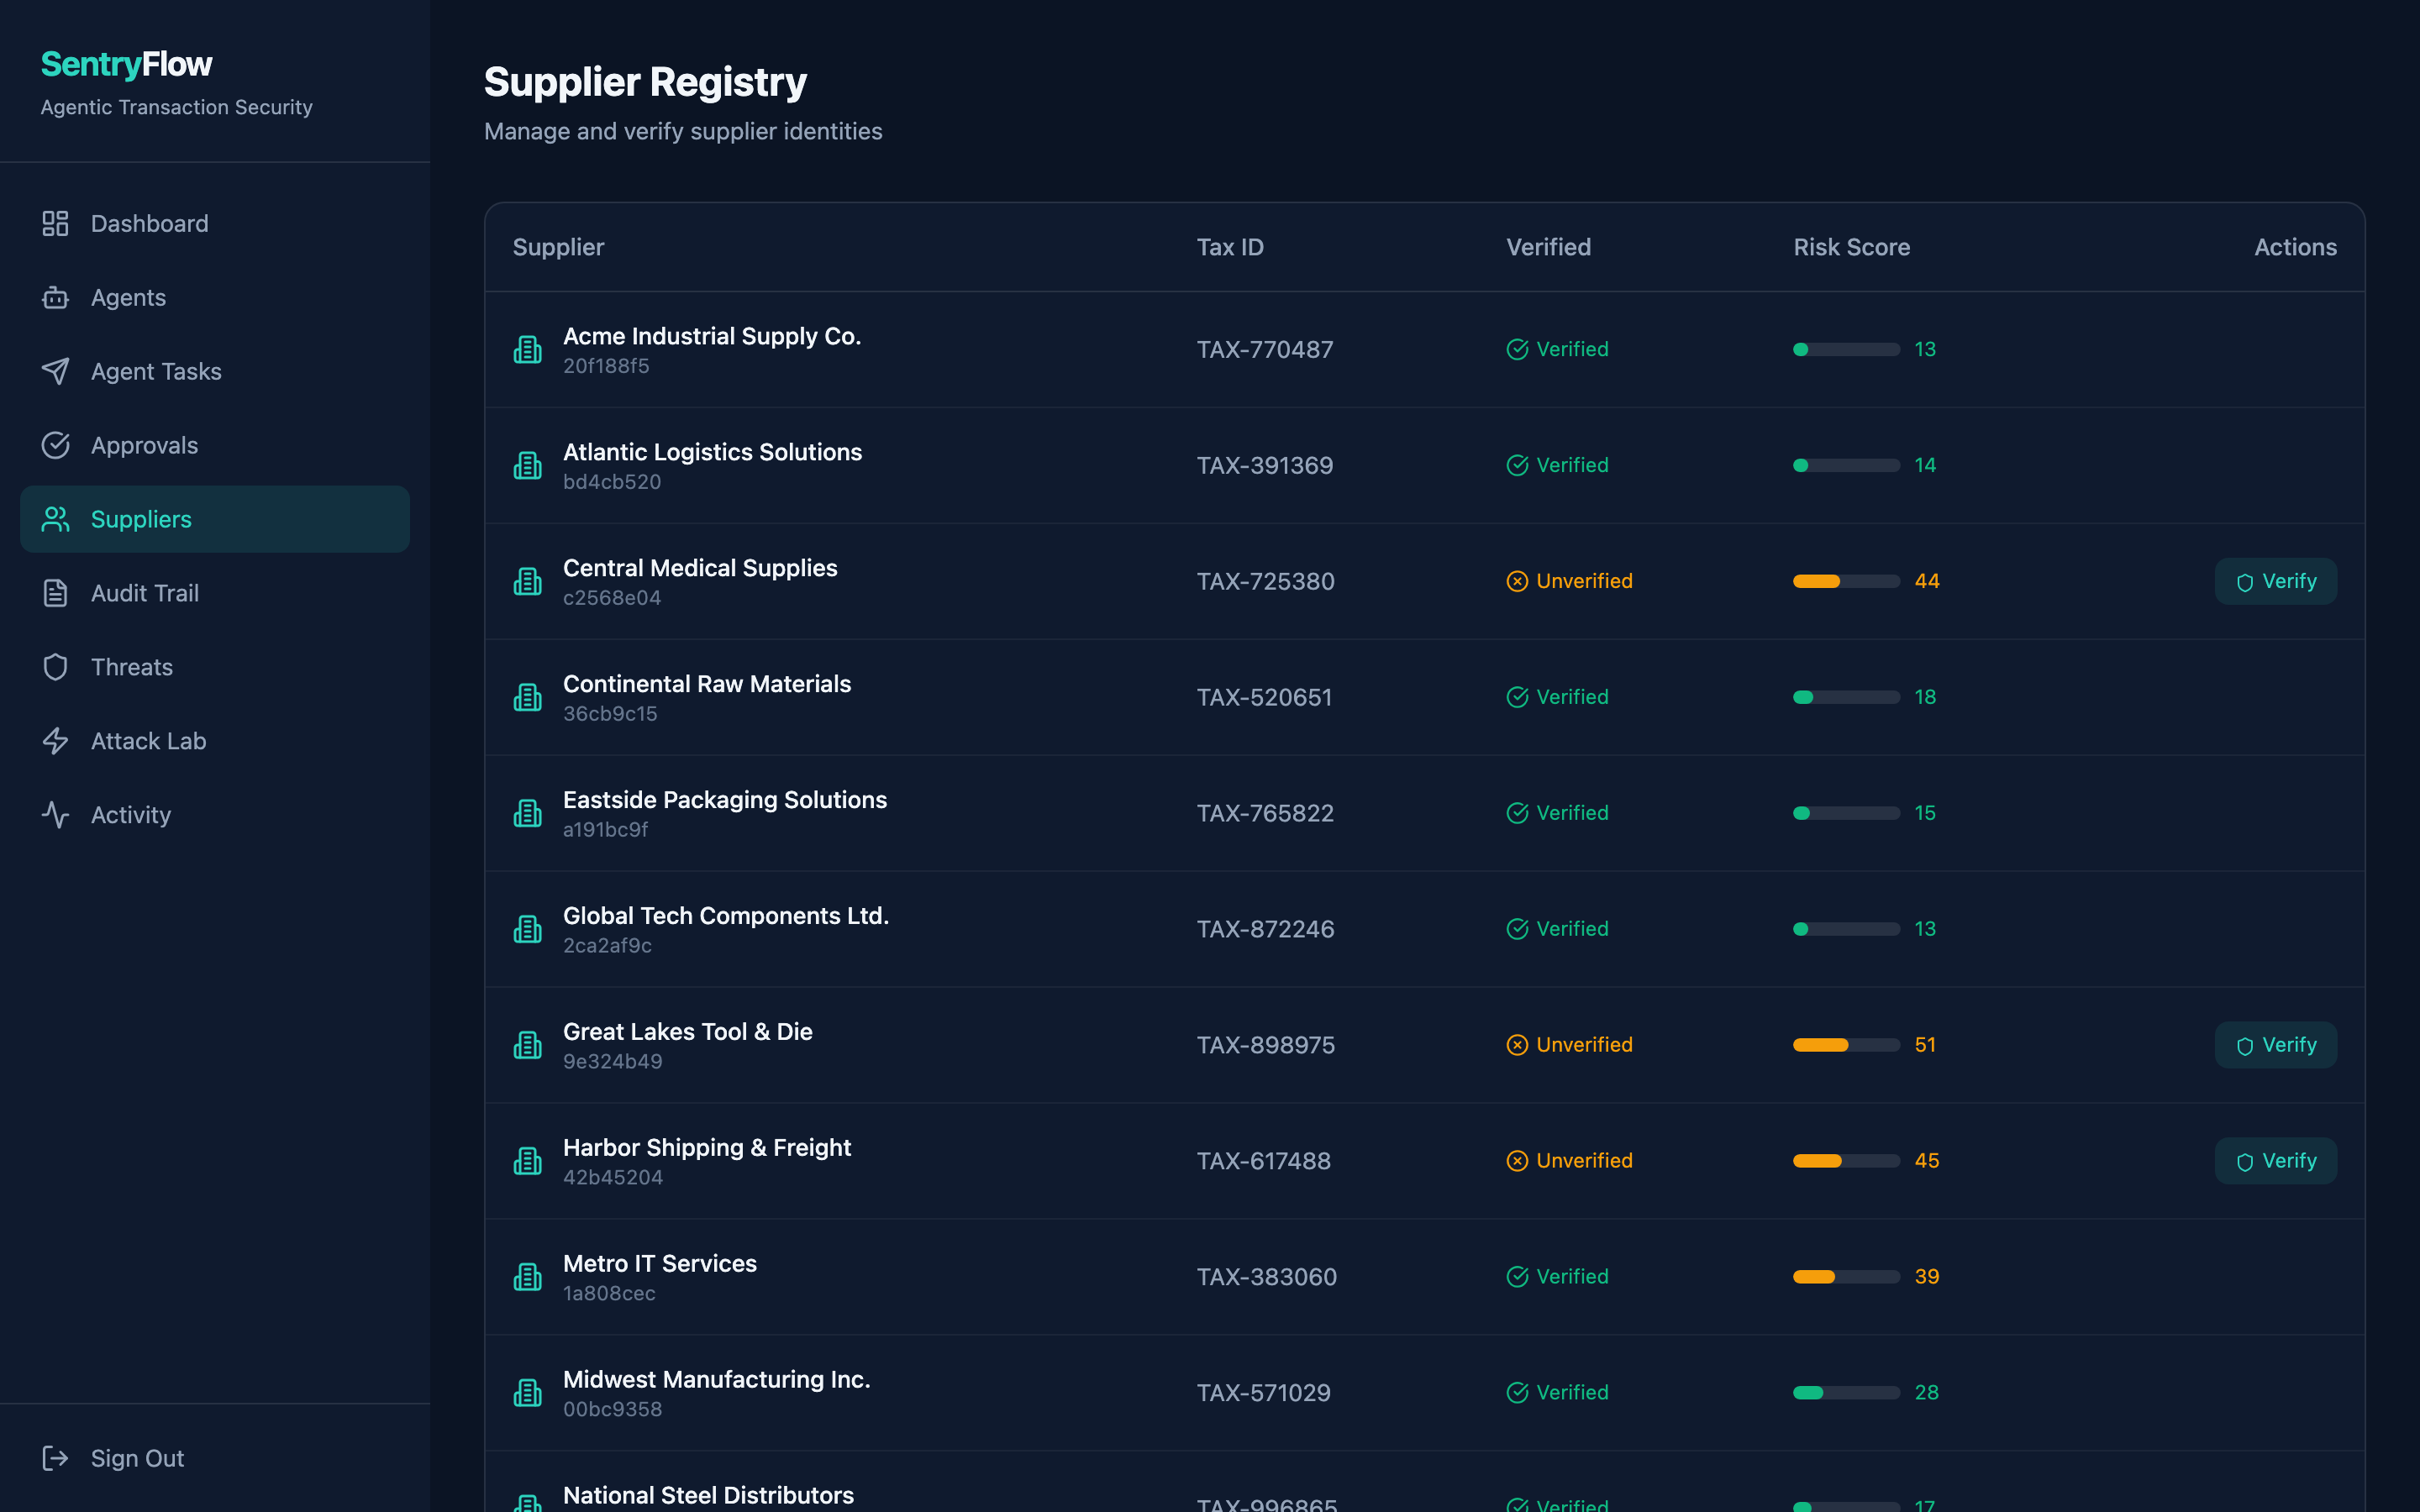 SentryFlow
Agentic Transaction Security
Dashboard
Agents
Agent Tasks
Approvals
Suppliers
Audit Trail
Threats
Attack Lab
Activity
Sign Out
Supplier Registry
Manage and verify supplier identities
Supplier Tax ID Verified Risk Score Actions
Acme Industrial Supply Co.
20f188f5
TAX-770487 Verified 13
Atlantic Logistics Solutions
bd4cb520
TAX-391369 Verified 14
Central Medical Supplies
c2568e04
TAX-725380 Unverified 44 Verify
Continental Raw Materials
36cb9c15
TAX-520651 Verified 18
Eastside Packaging Solutions
a191bc9f
TAX-765822 Verified 15
Global Tech Components Ltd.
2ca2af9c
TAX-872246 Verified 13
Great Lakes Tool & Die
9e324b49
TAX-898975 Unverified 51 Verify
Harbor Shipping & Freight
42b45204
TAX-617488 Unverified 45 Verify
Metro IT Services
1a808cec
TAX-383060 Verified 39
Midwest Manufacturing Inc.
00bc9358
TAX-571029 Verified 28
National Steel Distributors
TAX-996865 Verified 17